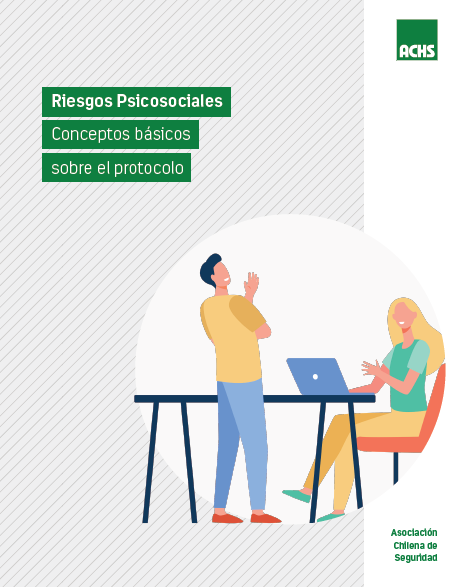 ACHS
Riesgos Psicosociales
Conceptos básicos
sobre el protocolo
Asociación
Chilena de
Seguridad